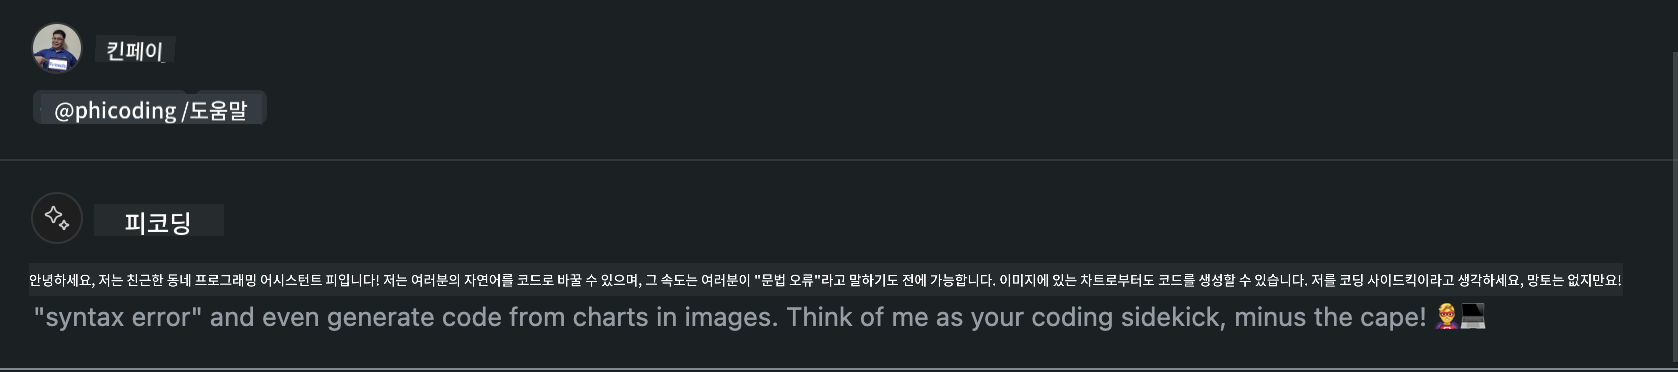 킨페이
@phicoding /도움말
피코딩
안녕하세요, 저는 친근한 동네 프로그래밍 어시스턴트 피입니다! 저는 여러분의 자연어를 코드로 바꿀 수 있으며, 그 속도는 여러분이 "문법 오류"라고 말하기도 전에 가능합니다. 이미지에 있는 차트로부터도 코드를 생성할 수 있습니다. 저를 코딩 사이드킥이라고 생각하세요, 망토는 없지만요!
"syntax error" and even generate code from charts in images. Think of me as your coding sidekick, minus the cape! 🦸💻